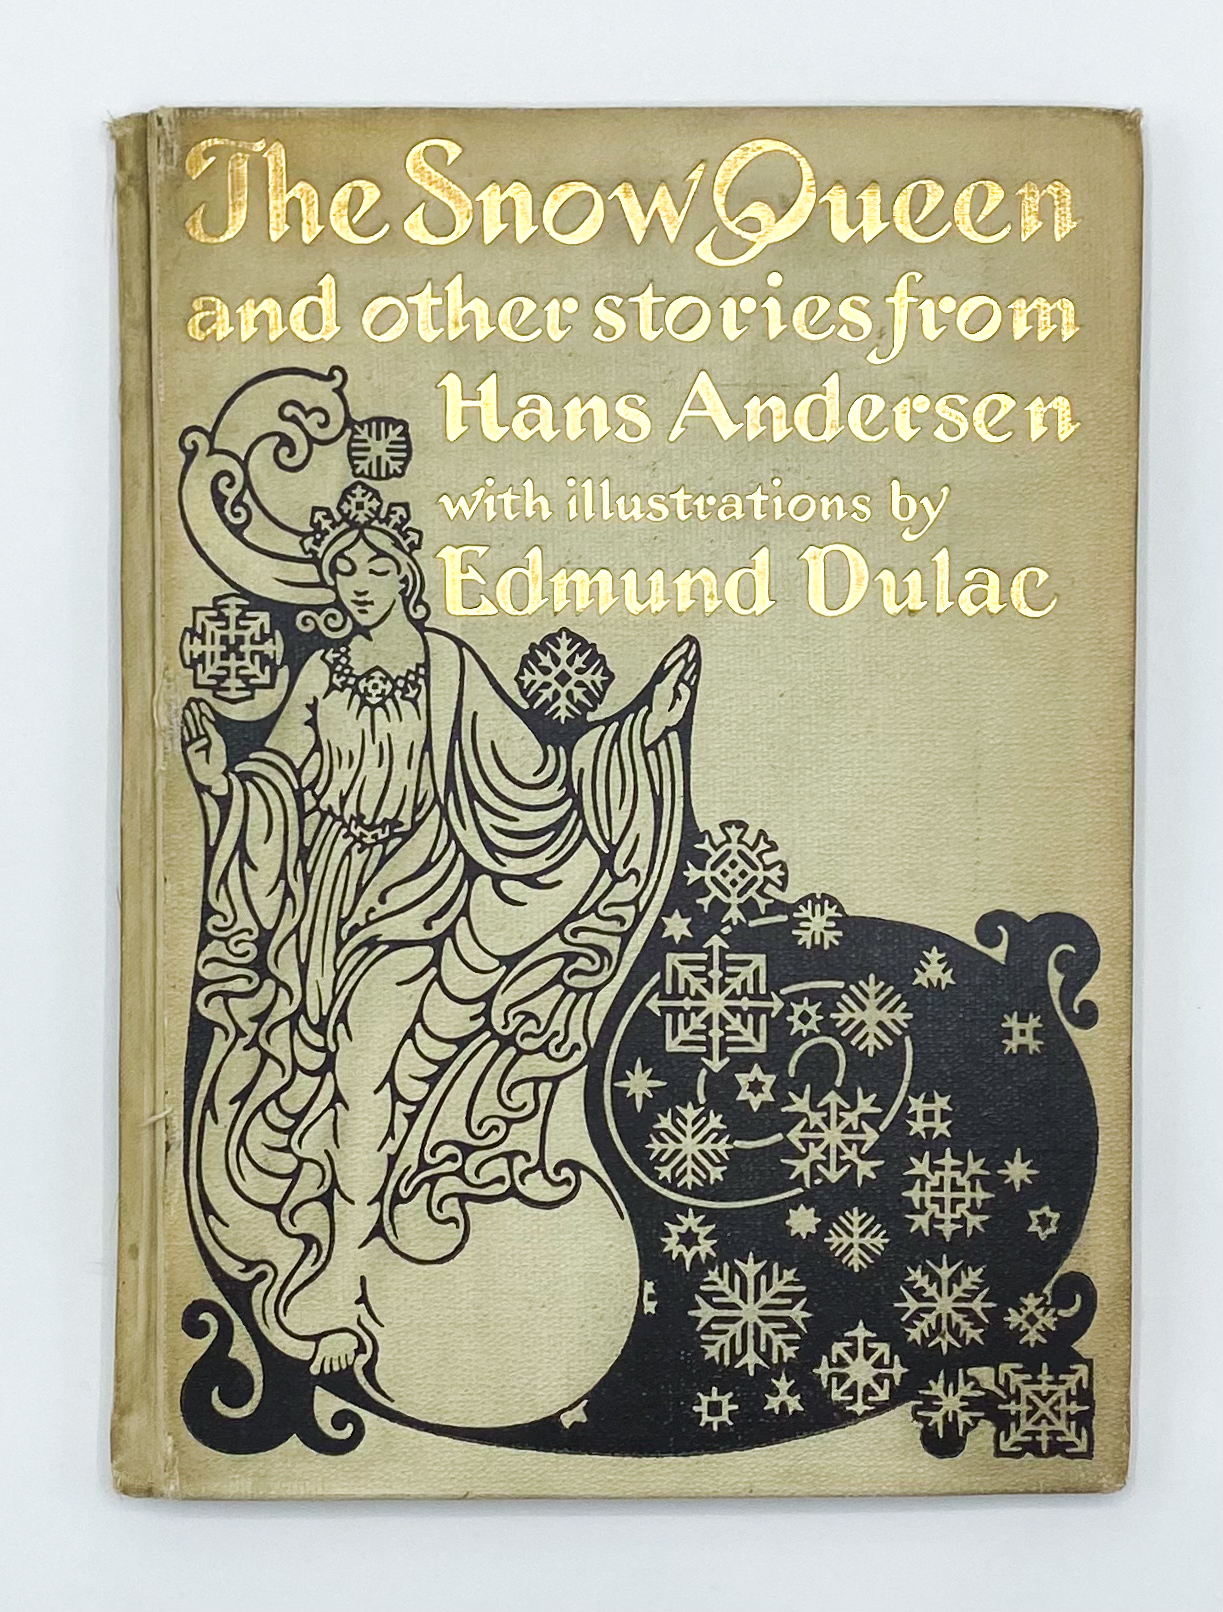 The Snow Queen
and other stories from
Hans Andersen
with illustrations by
Edmund Dulac